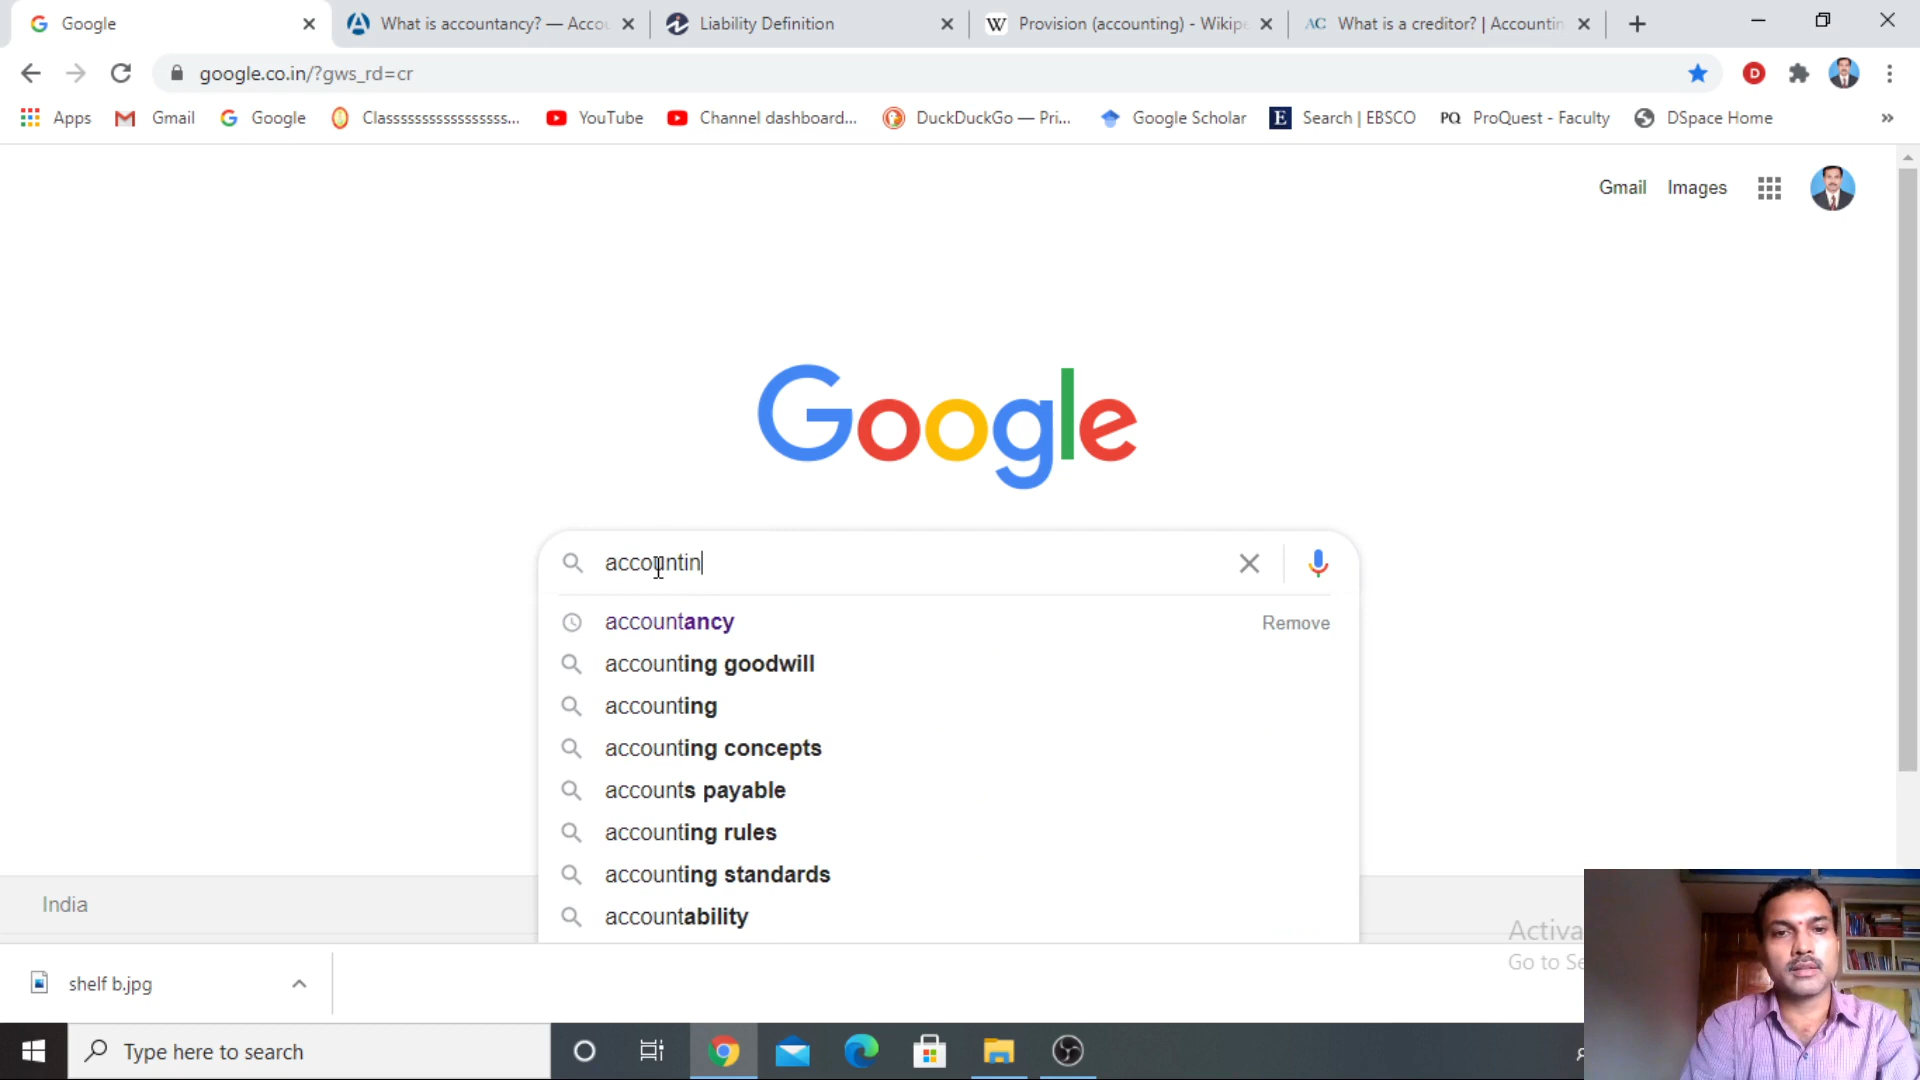 Google
What is accountancy? — Accou
Liability Definition
Provision (accounting) - Wikipe
AC What is a creditor? | Accountin
google.co.in/?gws_rd=cr
D
Apps
Gmail
Google
Classssssssssssssssss...
YouTube
Channel dashboard...
DuckDuckGo — Pri...
Google Scholar
E Search | EBSCO
PQ ProQuest - Faculty
DSpace Home
»
Gmail Images
Google
accountin
accountancy
Remove
accounting goodwill
accounting
accounting concepts
accounts payable
accounting rules
accounting standards
accountability
India
Activa
Go to Se
shelf b.jpg
Type here to search